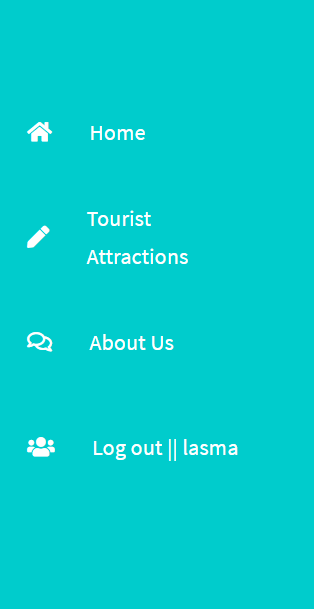 Home
Tourist
Attractions
About Us
Log out || lasma